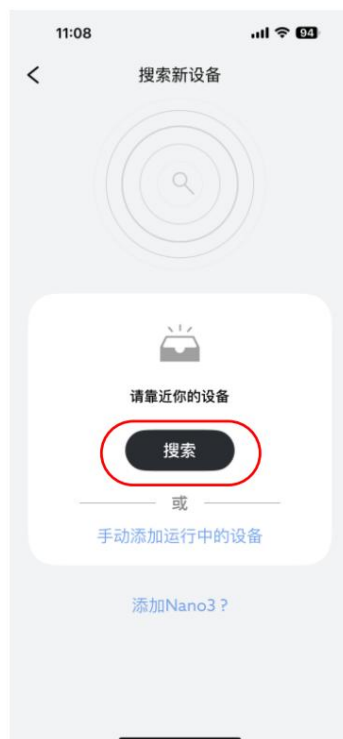 11:08
94
搜索新设备
请靠近你的设备
搜索
或
手动添加运行中的设备
添加Nano3？